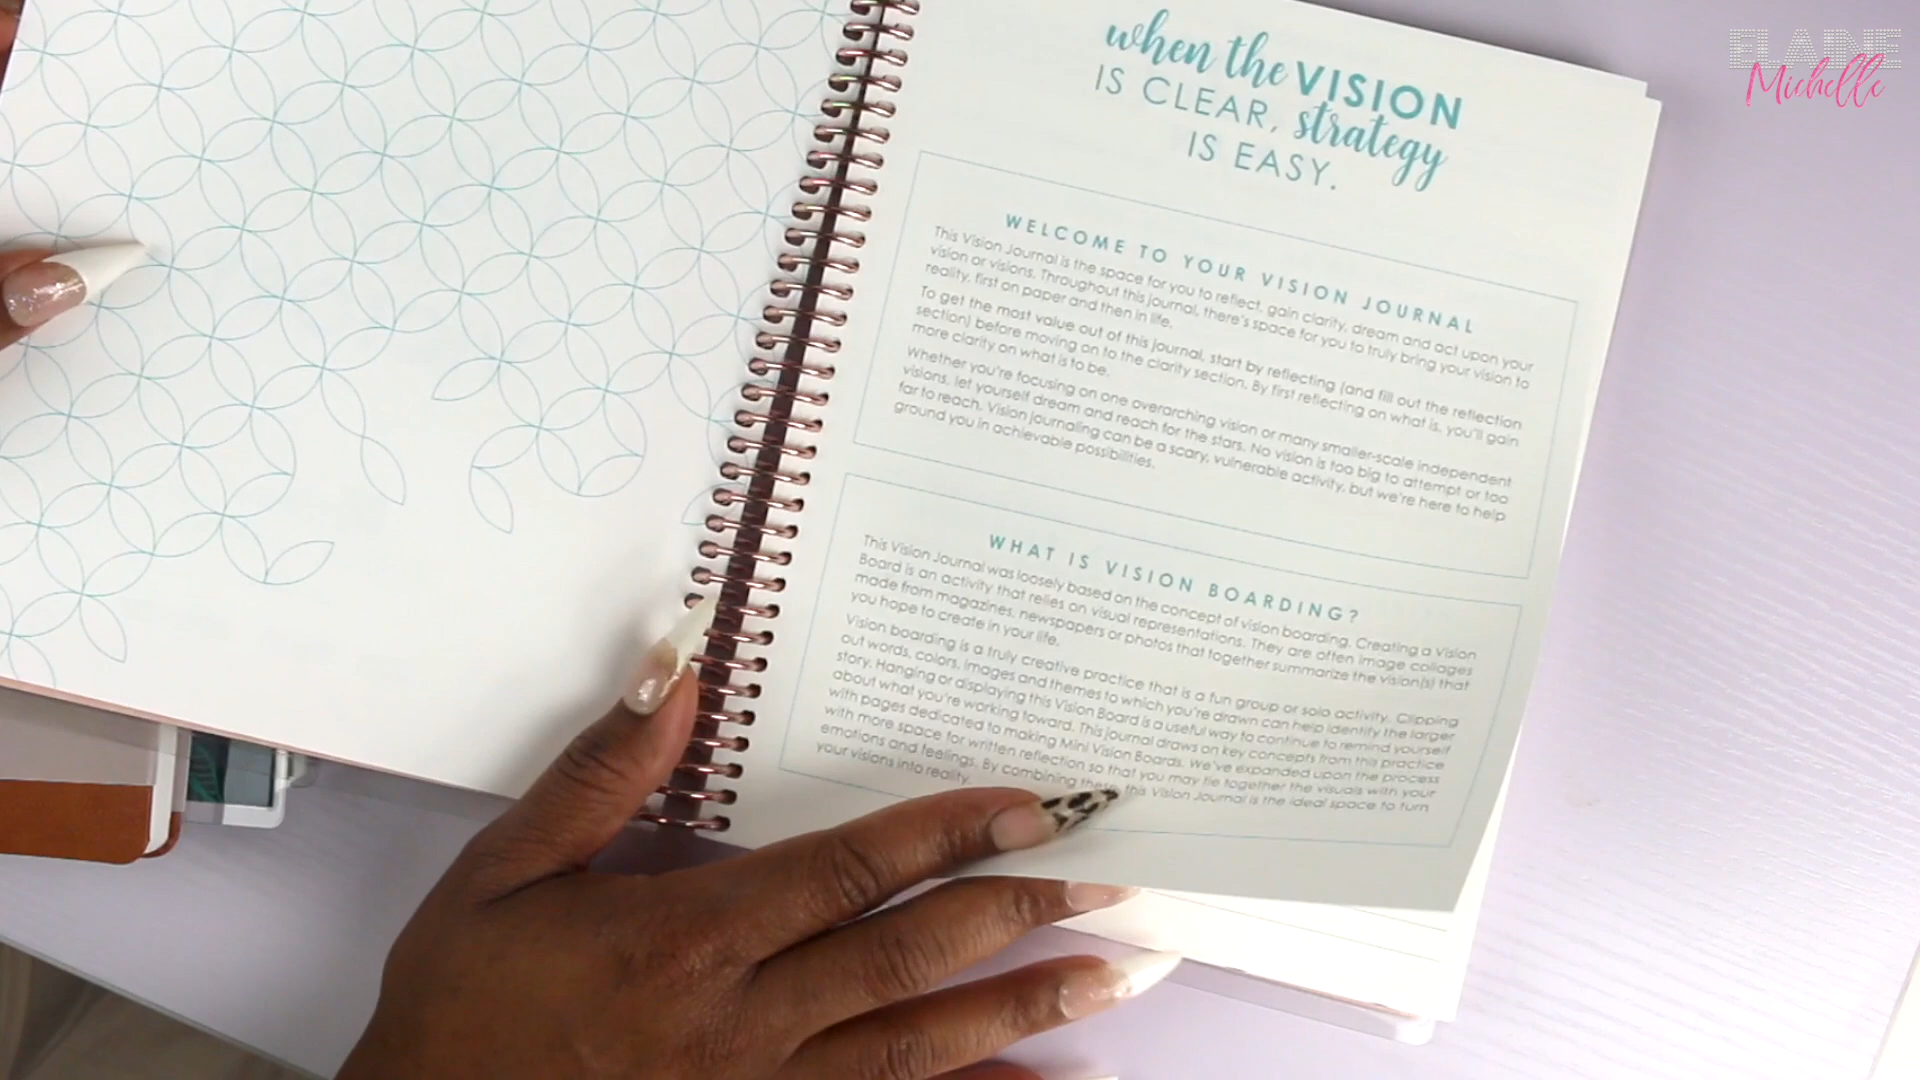 ELAINE
Michelle
when the VISION
IS CLEAR, strategy
IS EASY.
WELCOME TO YOUR VISION JOURNAL
This Vision Journal is the space for you to reflect, gain clarity, dream and act upon your
vision or visions. Throughout this journal, there's space for you to truly bring your vision to
reality, first on paper and then in life.
To get the most value out of this journal, start by reflecting (and fill out the reflection
section) before moving on to the clarity section. By first reflecting on what is, you'll gain
more clarity on what is to be.
Whether you're focusing on one overarching vision or many smaller-scale independent
visions, let yourself dream and reach for the stars. No vision is too big to attempt or too
far to reach. Vision journaling can be a scary, vulnerable activity, but we're here to help
ground you in achievable possibilities.
WHAT IS VISION BOARDING?
This Vision Journal was loosely based on the concept of vision boarding. Creating a Vision
Board is an activity that relies on visual representations. They are often image collages
made from magazines, newspapers or photos that together summarize the vision(s) that
you hope to create in your life.
Vision boarding is a truly creative practice that is a fun group or solo activity. Clipping
out words, colors, images and themes to which you're drawn can help identify the larger
story. Hanging or displaying this Vision Board is a useful way to continue to remind yourself
about what you're working toward. This journal draws on key concepts from this practice
with pages dedicated to making Mini Vision Boards. We've expanded upon the process
with more space for written reflection so that you may tie together the visuals with your
emotions and feelings. By combining these, this Vision Journal is the ideal space to turn
your visions into reality.